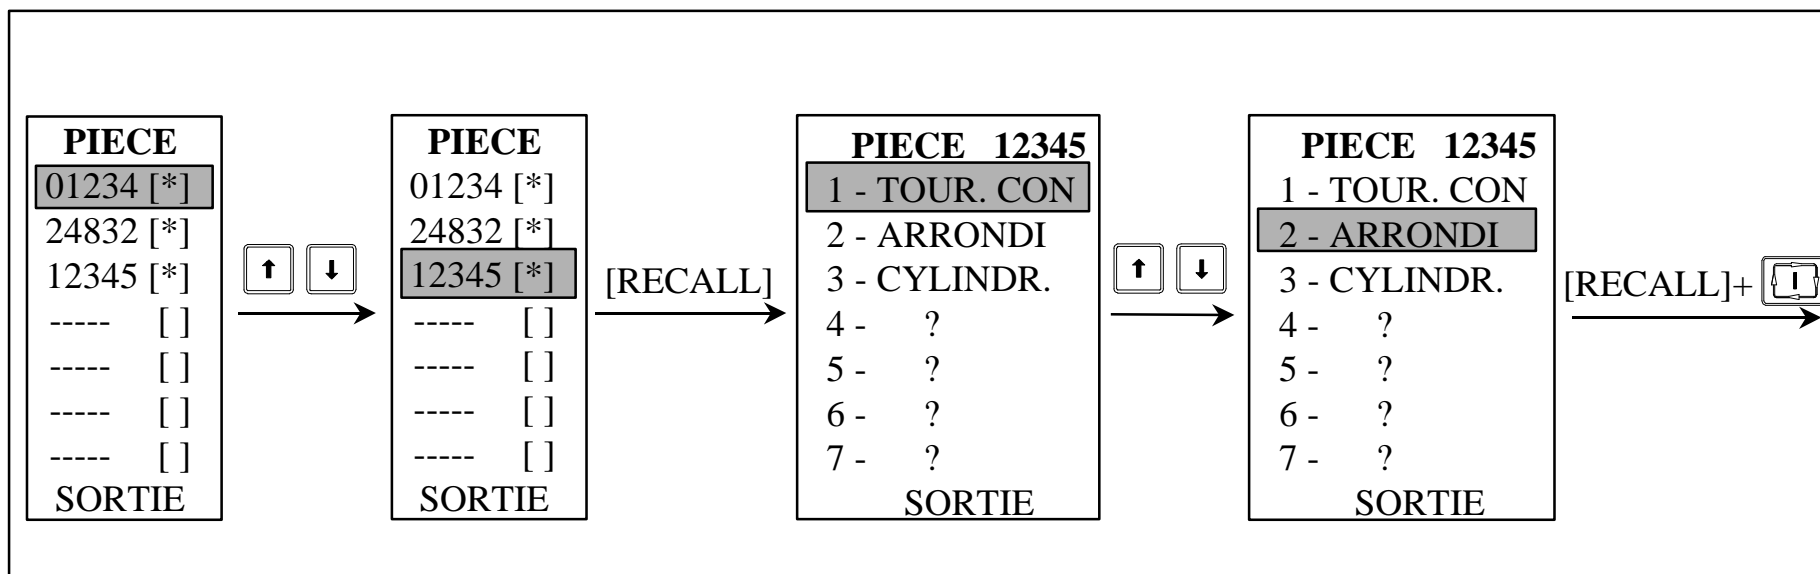 PIECE
01234 [*]
24832 [*]
12345 [*]
----- [ ]
----- [ ]
----- [ ]
----- [ ]
SORTIE
PIECE
01234 [*]
24832 [*]
12345 [*]
----- [ ]
----- [ ]
----- [ ]
----- [ ]
SORTIE
[RECALL]
PIECE 12345
1 - TOUR. CON
2 - ARRONDI
3 - CYLINDR.
4 - ?
5 - ?
6 - ?
7 - ?
SORTIE
PIECE 12345
1 - TOUR. CON
2 - ARRONDI
3 - CYLINDR.
4 - ?
5 - ?
6 - ?
7 - ?
SORTIE
[RECALL]+